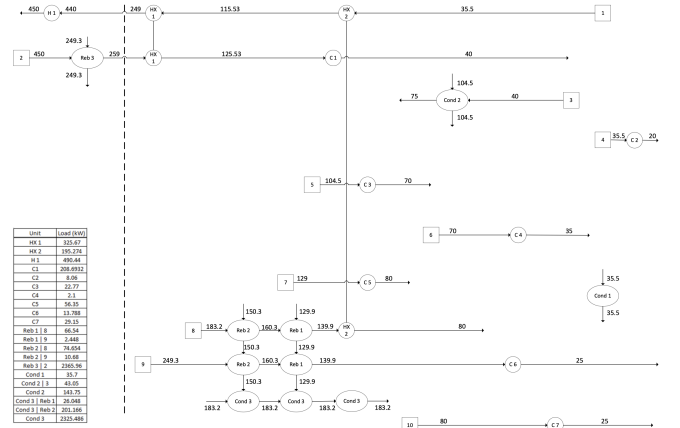 450 H 1 440 249 HX 1 115.53 HX 2 35.5 1
249.3
2 450 Reb 3 259 HX 1 125.53 C 1 40
249.3
104.5
75 Cond 2 40 3
104.5
4 35.5 C 2 20
5 104.5 C 3 70
6 70 C 4 35
7 129 C 5 80
35.5
Cond 1
35.5
150.3 129.9
8 183.2 Reb 2 160.3 Reb 1 139.9 HX 2 80
150.3 129.9
9 249.3 Reb 2 160.3 Reb 1 139.9 C 6 25
150.3 129.9
183.2 Cond 3 183.2 Cond 3 183.2 Cond 3 183.2
10 80 C 7 25
Unit Load (kW)
HX 1 325.67
HX 2 195.274
H 1 490.44
C1 208.6932
C2 8.06
C3 22.77
C4 2.1
C5 56.35
C6 13.788
C7 29.15
Reb 1 | 8 66.54
Reb 1 | 9 2.448
Reb 2 | 8 74.654
Reb 2 | 9 10.68
Reb 3 | 2 2365.96
Cond 1 35.7
Cond 2 | 3 43.05
Cond 2 143.75
Cond 3 | Reb 1 26.048
Cond 3 | Reb 2 201.166
Cond 3 2325.486